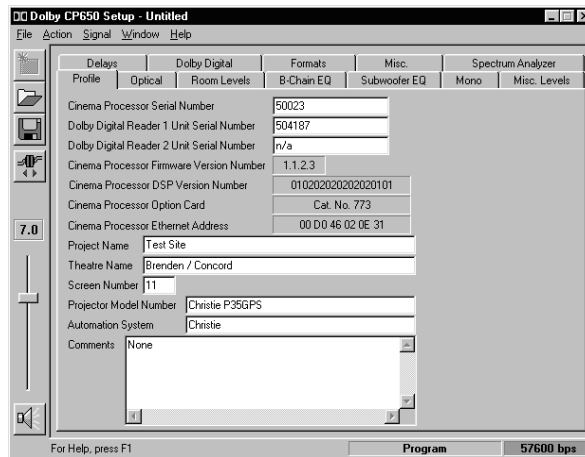 Dolby CP650 Setup - Untitled
File Action Signal Window Help
Delays Dolby Digital Formats Misc. Spectrum Analyzer
Profile Optical Room Levels B-Chain EQ Subwoofer EQ Mono Misc. Levels
Cinema Processor Serial Number 50023
Dolby Digital Reader 1 Unit Serial Number 504187
Dolby Digital Reader 2 Unit Serial Number n/a
Cinema Processor Firmware Version Number 1.1.2.3
Cinema Processor DSP Version Number 010202020202020101
Cinema Processor Option Card Cat. No. 773
Cinema Processor Ethernet Address 00 D0 46 02 0E 31
7.0
Project Name Test Site
Theatre Name Brenden / Concord
Screen Number 11
Projector Model Number Christie P35GPS
Automation System Christie
Comments None
For Help, press F1 Program 57600 bps